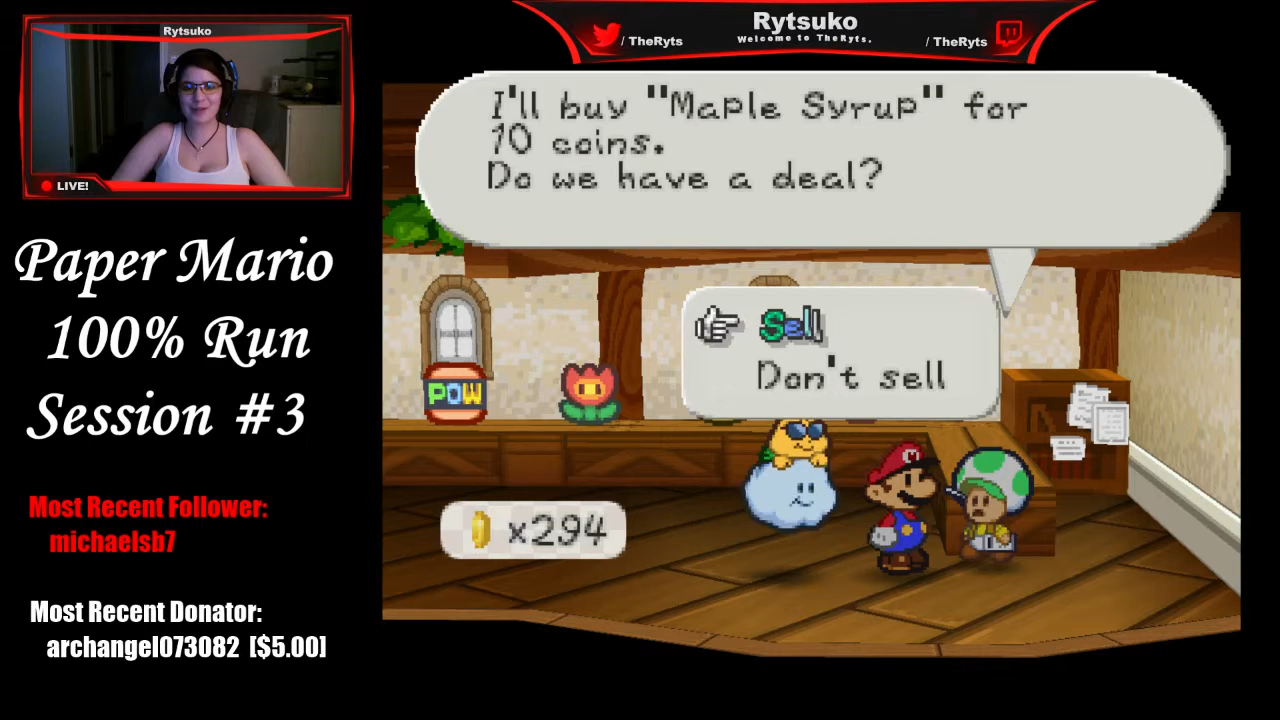 Rytsuko
LIVE!
Rytsuko
Welcome to TheRyts.
/ TheRyts
/ TheRyts
I'll buy "Maple Syrup" for
10 coins.
Do we have a deal?
Sell
Don't sell
POW
x294
M
Paper Mario
100% Run
Session #3
Most Recent Follower:
michaelsb7
Most Recent Donator:
archangel073082 [$5.00]